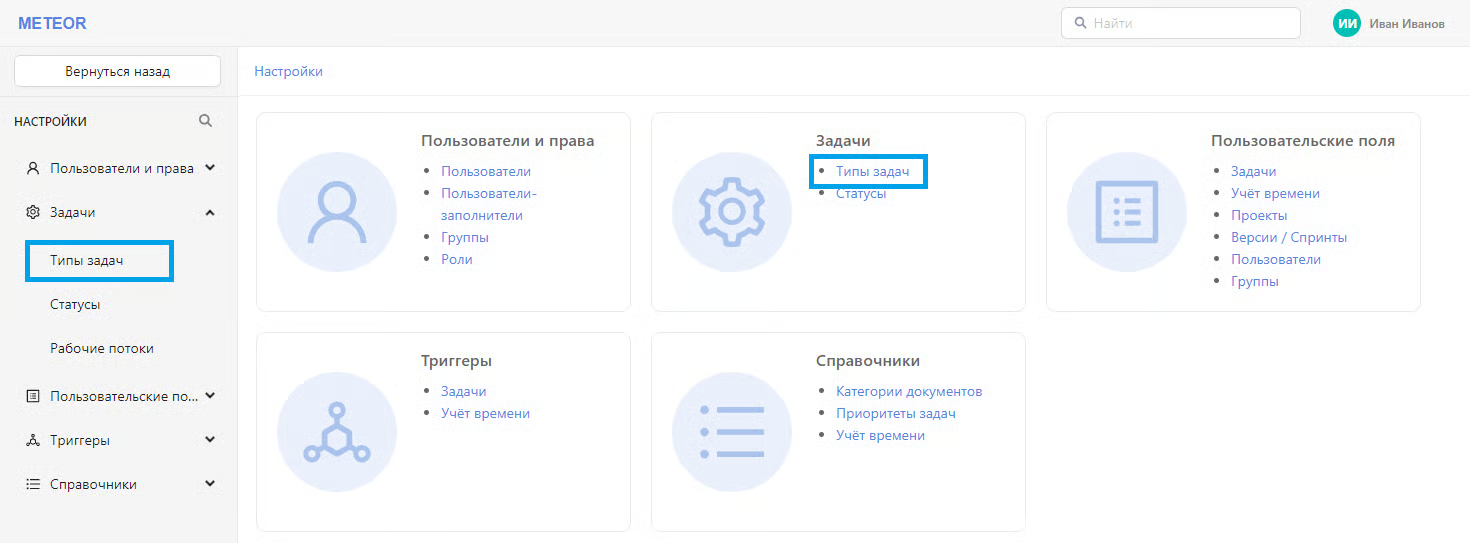 METEOR
Найти
ИИ
Иван Иванов
Вернуться назад
Настройки
НАСТРОЙКИ
Пользователи и права
Задачи
Типы задач
Статусы
Рабочие потоки
Пользовательские по...
Триггеры
Справочники
Пользователи и права
Пользователи
Пользователи-
заполнители
Группы
Роли
Задачи
Типы задач
Статусы
Пользовательские поля
Задачи
Учёт времени
Проекты
Версии / Спринты
Пользователи
Группы
Триггеры
Задачи
Учёт времени
Справочники
Категории документов
Приоритеты задач
Учёт времени